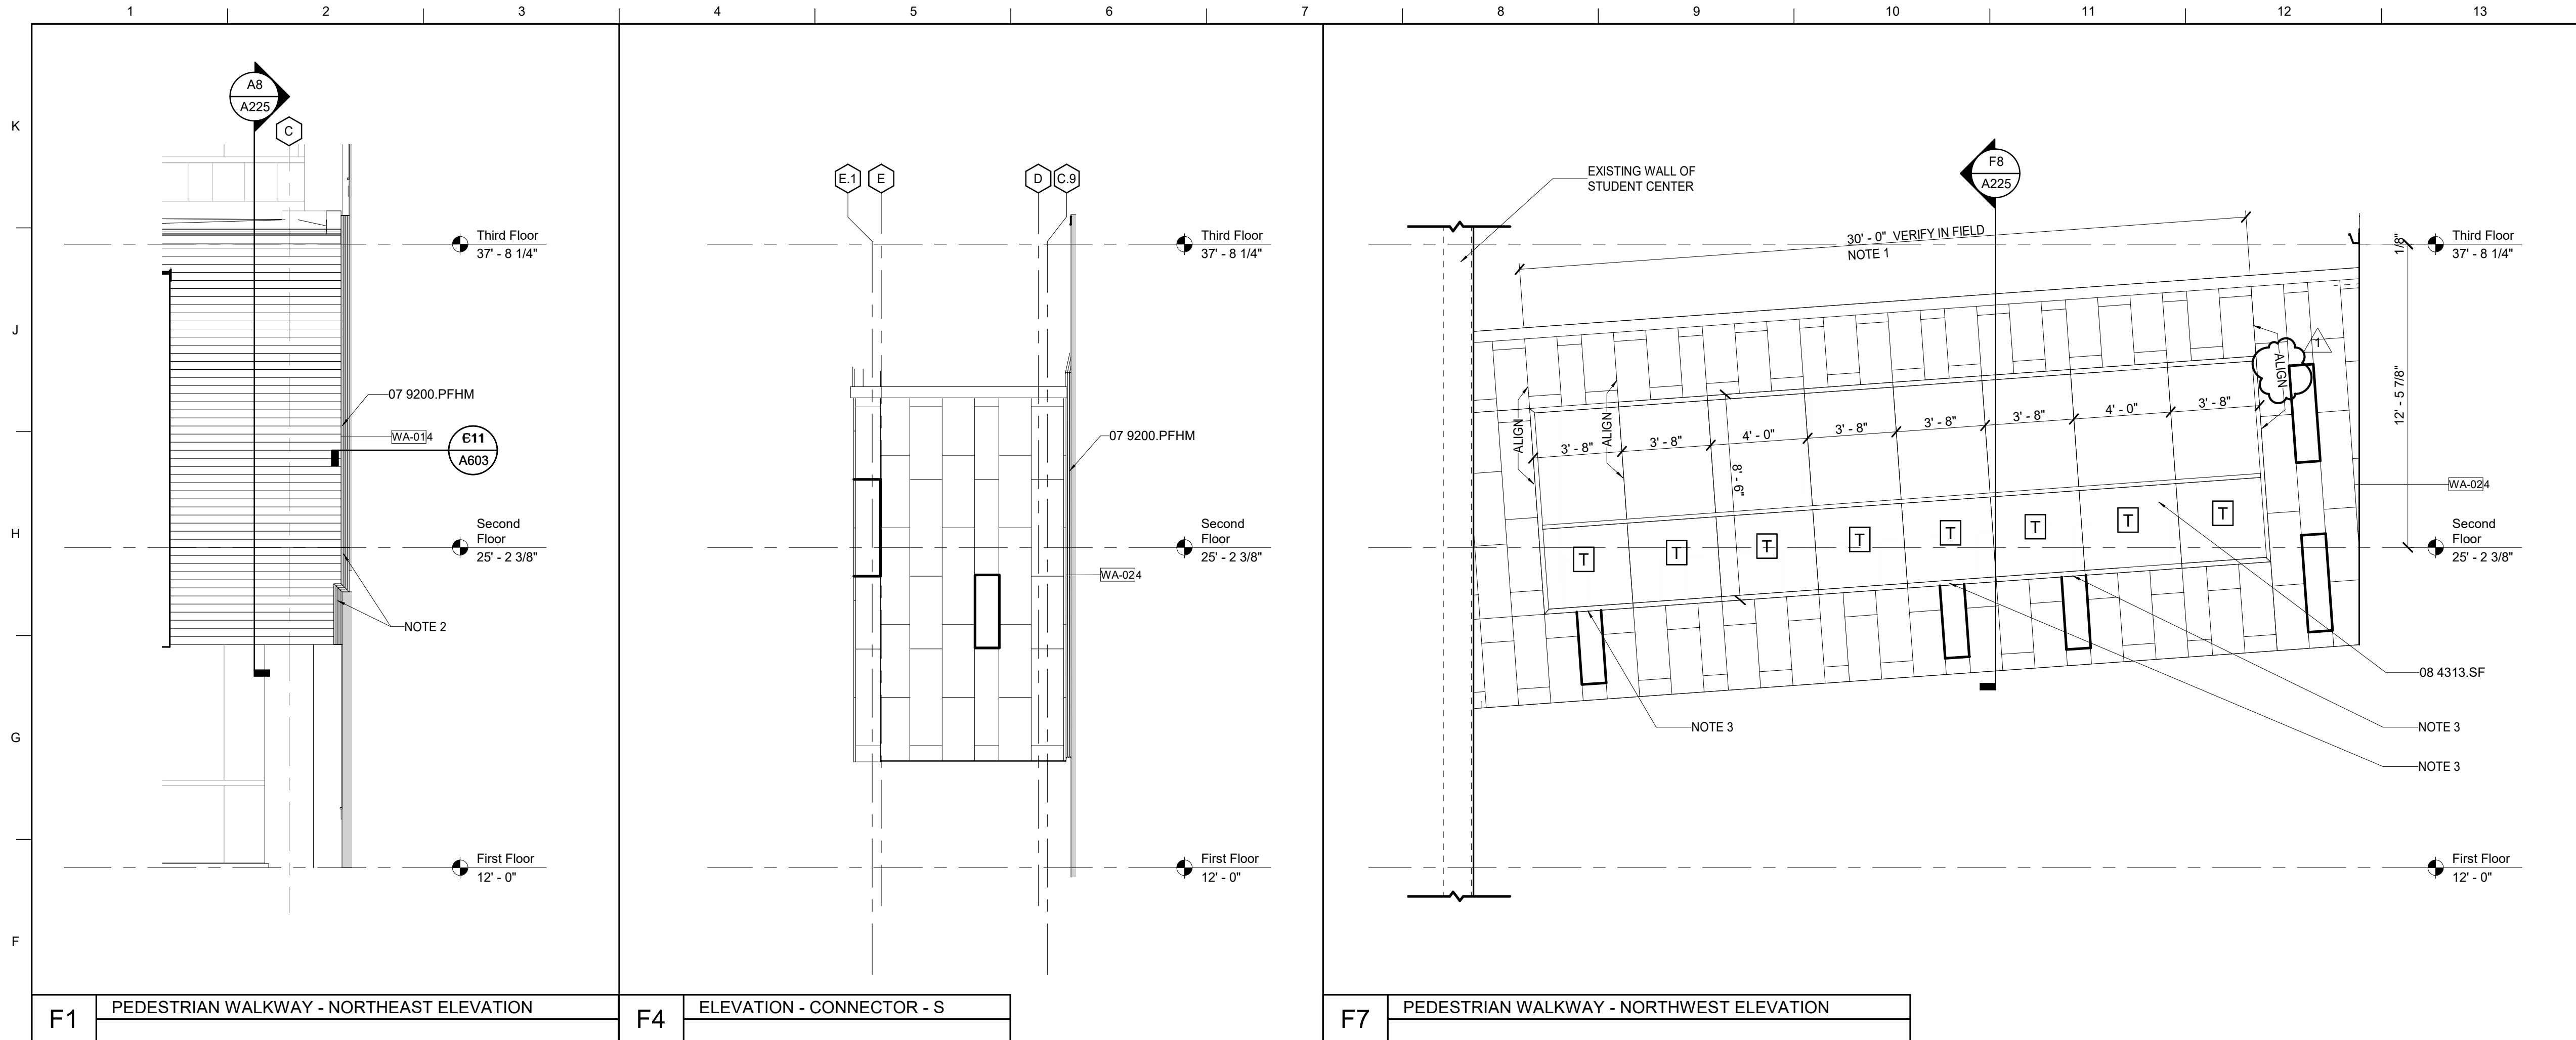 1 2 3 4 5 6 7 8 9 10 11 12 13
K
J
H
G
F
A8
A225
C
Third Floor
37' - 8 1/4"
07 9200.PFHM
WA-014
A603
Second
Floor
25' - 2 3/8"
NOTE 2
First Floor
12' - 0"
F1
PEDESTRIAN WALKWAY - NORTHEAST ELEVATION
E.1
E
D
C.9
Third Floor
37' - 8 1/4"
07 9200.PFHM
Second
Floor
25' - 2 3/8"
WA-024
First Floor
12' - 0"
F4
ELEVATION - CONNECTOR - S
EXISTING WALL OF
STUDENT CENTER
F8
A225
30' - 0" VERIFY IN FIELD
NOTE 1
1/8"
Third Floor
37' - 8 1/4"
1
ALIGN
ALIGN
ALIGN
3' - 8"
3' - 8"
4' - 0"
3' - 8"
3' - 8"
3' - 8"
4' - 0"
3' - 8"
8' - 6"
12' - 5 7/8"
WA-024
T
T
T
T
T
T
T
T
Second
Floor
25' - 2 3/8"
08 4313.SF
NOTE 3
NOTE 3
NOTE 3
First Floor
12' - 0"
F7
PEDESTRIAN WALKWAY - NORTHWEST ELEVATION